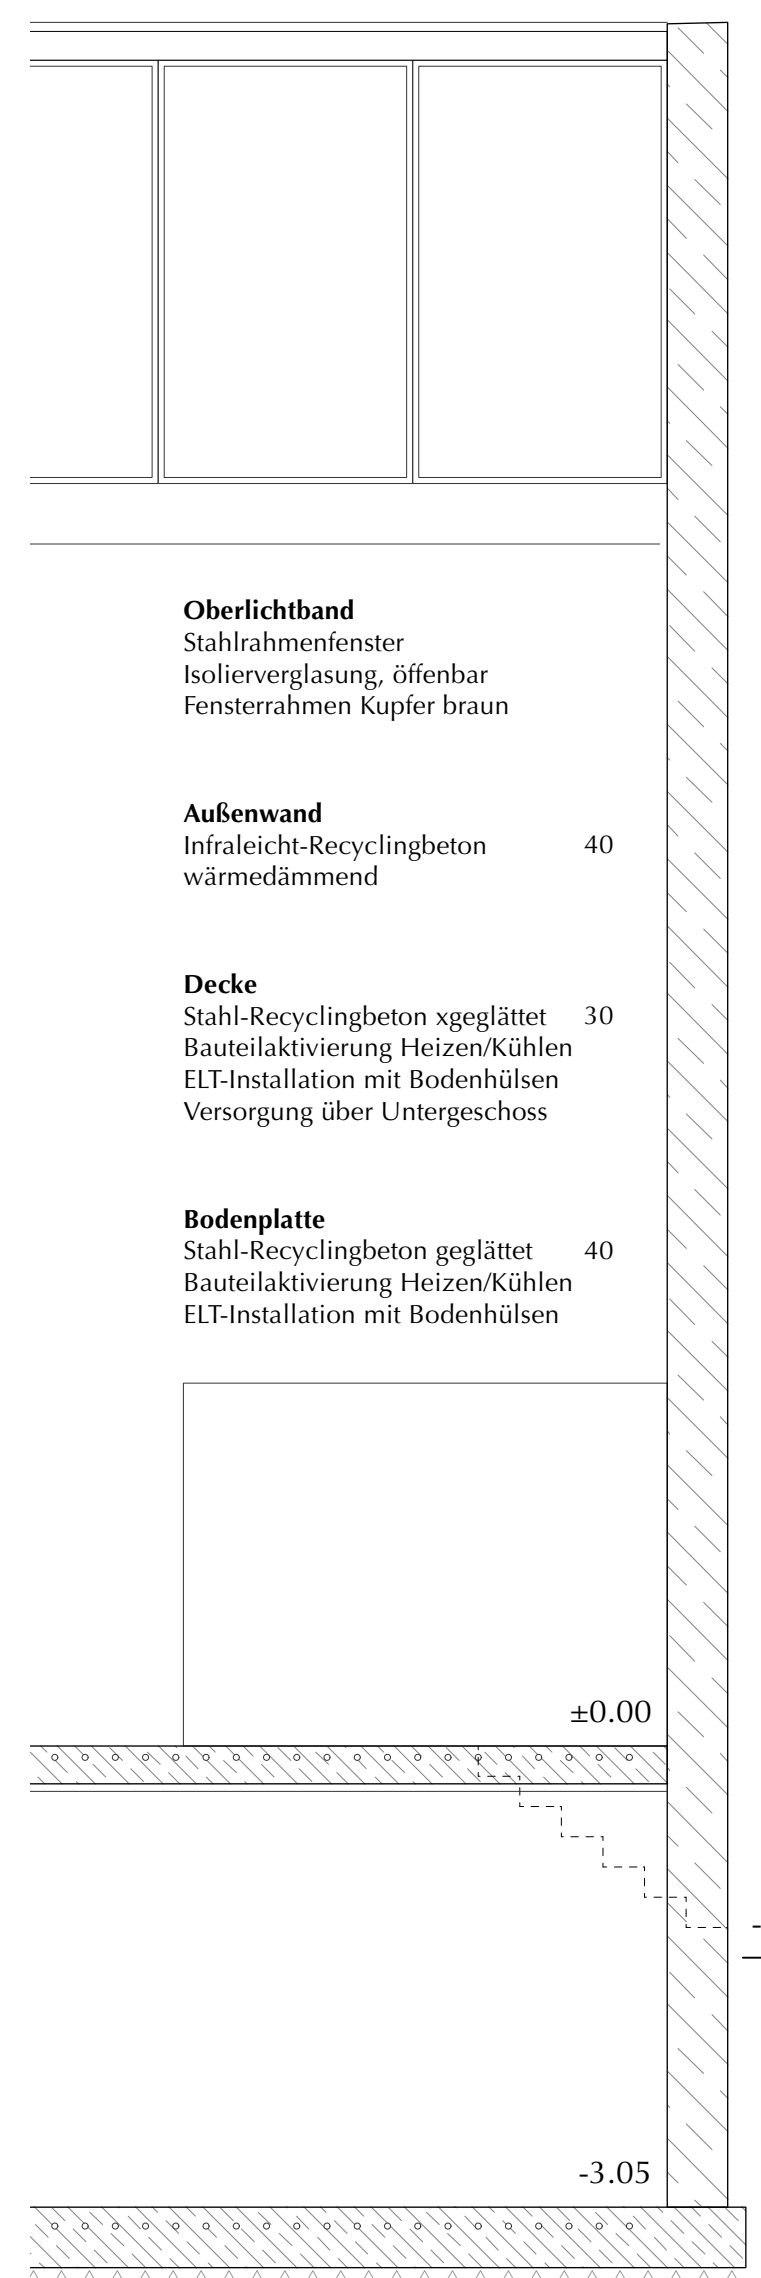 Oberlichtband
Stahlrahmenfenster
Isolierverglasung, öffenbar
Fensterrahmen Kupfer braun
Außenwand
Infraleicht-Recyclingbeton 40
wärmedämmend
Decke
Stahl-Recyclingbeton xgeglättet 30
Bauteilaktivierung Heizen/Kühlen
ELT-Installation mit Bodenhülsen
Versorgung über Untergeschoss
Bodenplatte
Stahl-Recyclingbeton geglättet 40
Bauteilaktivierung Heizen/Kühlen
ELT-Installation mit Bodenhülsen
±0.00
-3.05